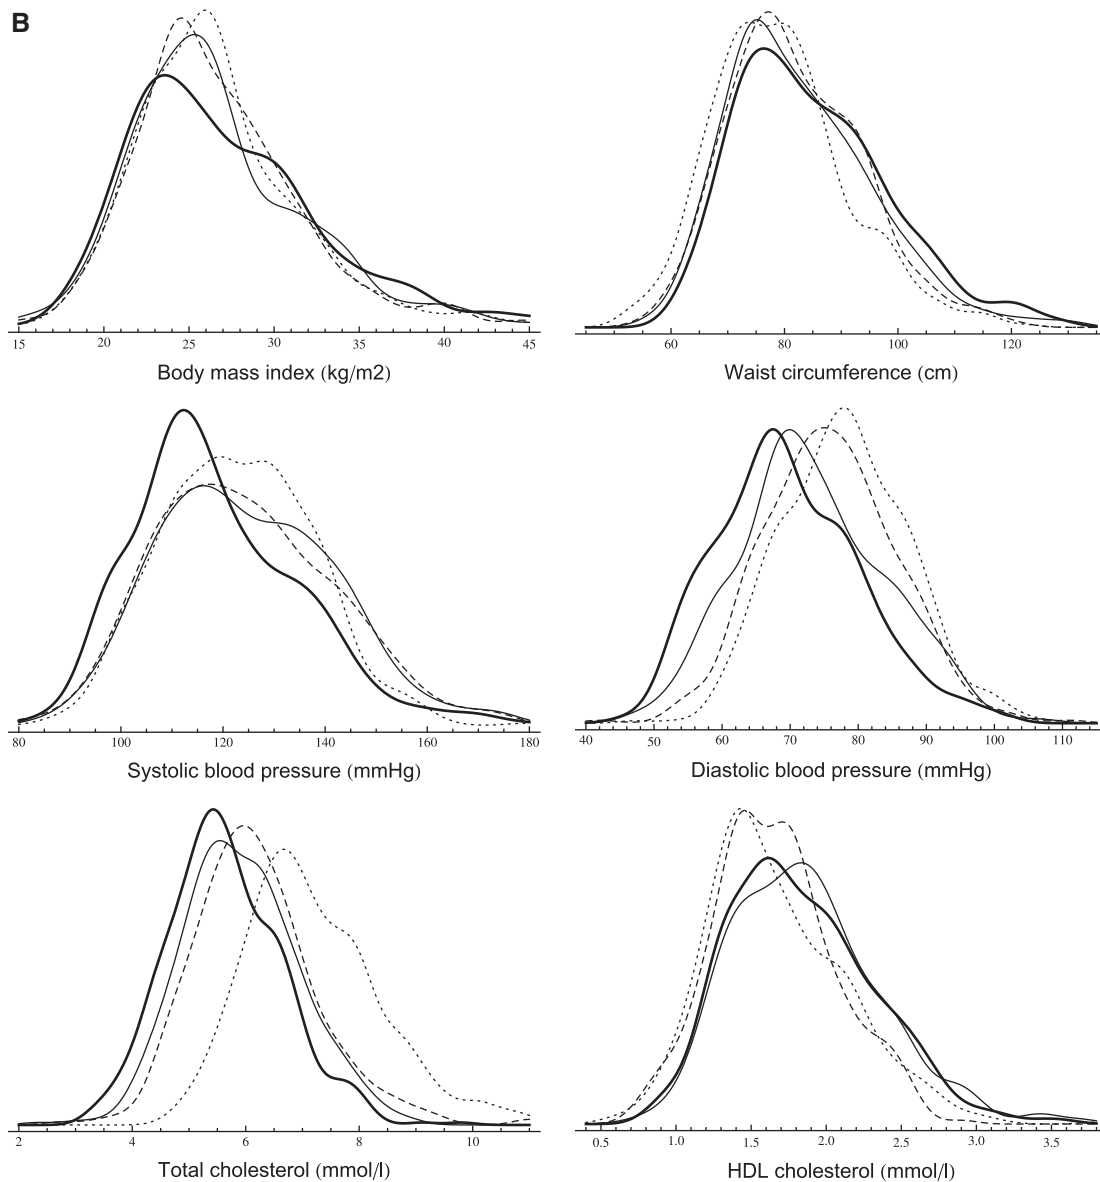 B
15 20 25 30 35 40 45
Body mass index (kg/m2)
60 80 100 120
Waist circumference (cm)
80 100 120 140 160 180
Systolic blood pressure (mmHg)
40 50 60 70 80 90 100 110
Diastolic blood pressure (mmHg)
2 4 6 8 10
Total cholesterol (mmol/l)
0.5 1.0 1.5 2.0 2.5 3.0 3.5
HDL cholesterol (mmol/l)